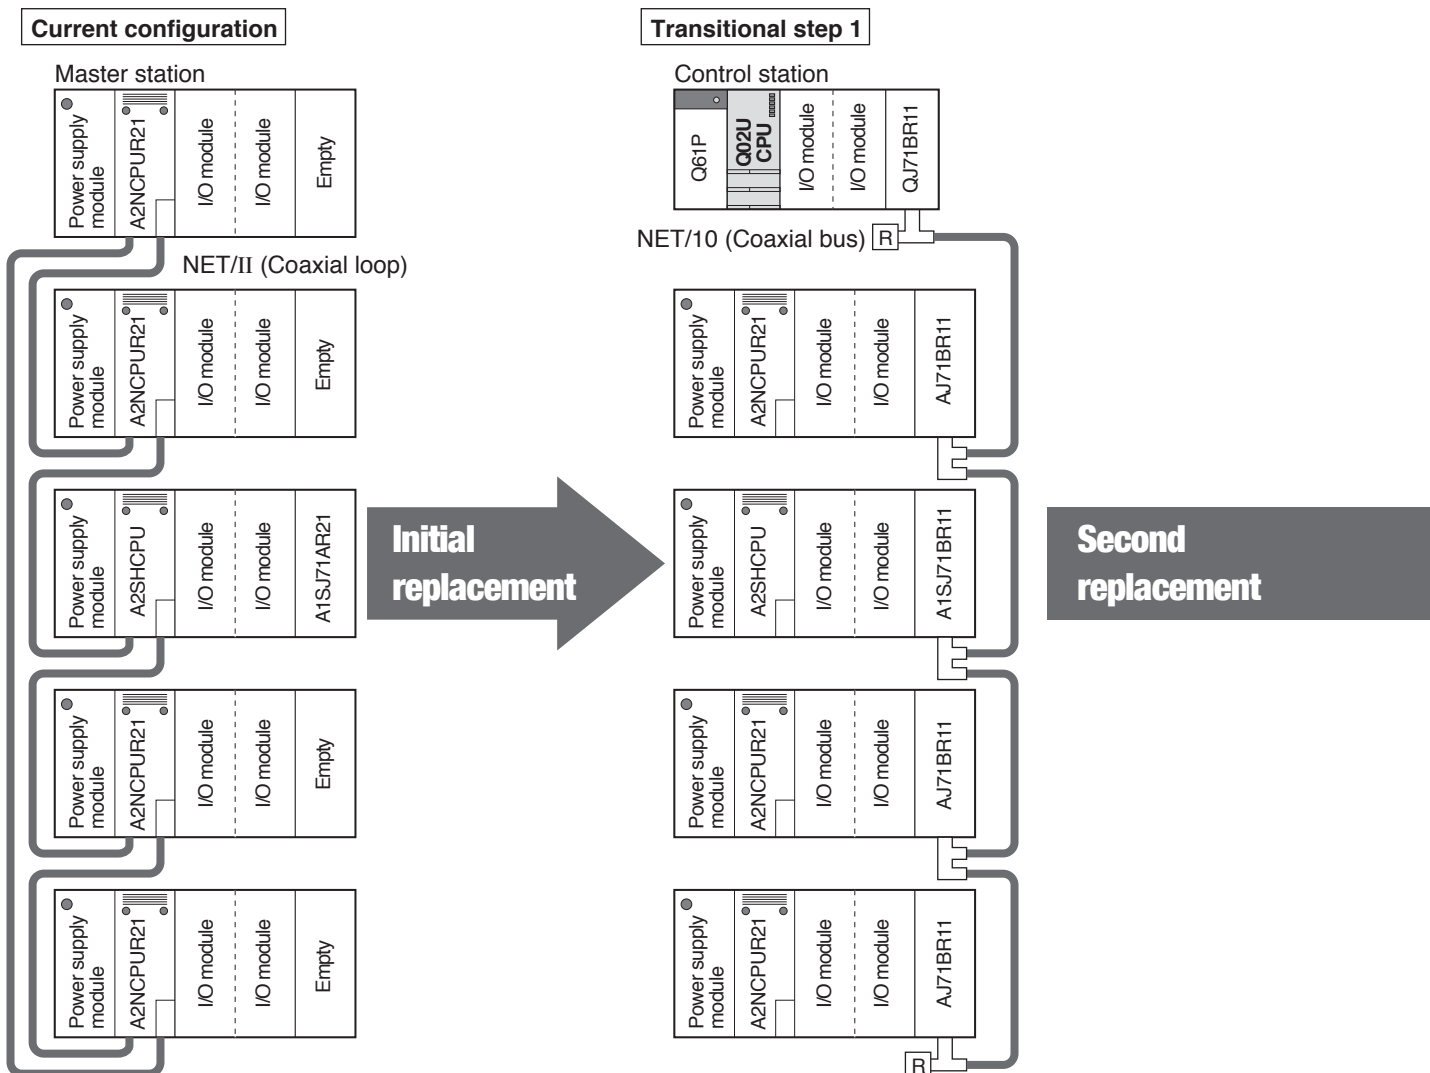 Current configuration
Master station
Power supply
module
A2NCPUR21
I/O module
I/O module
Empty
NET/II (Coaxial loop)
Power supply
module
A2NCPUR21
I/O module
I/O module
Empty
Power supply
module
A2SHCPU
I/O module
I/O module
A1SJ71AR21
Power supply
module
A2NCPUR21
I/O module
I/O module
Empty
Power supply
module
A2NCPUR21
I/O module
I/O module
Empty
Initial
replacement
Transitional step 1
Control station
Q61P
Q02U
CPU
I/O module
I/O module
QJ71BR11
NET/10 (Coaxial bus)
R
Power supply
module
A2NCPUR21
I/O module
I/O module
AJ71BR11
Power supply
module
A2SHCPU
I/O module
I/O module
A1SJ71BR11
Power supply
module
A2NCPUR21
I/O module
I/O module
AJ71BR11
Power supply
module
A2NCPUR21
I/O module
I/O module
AJ71BR11
R
Second
replacement